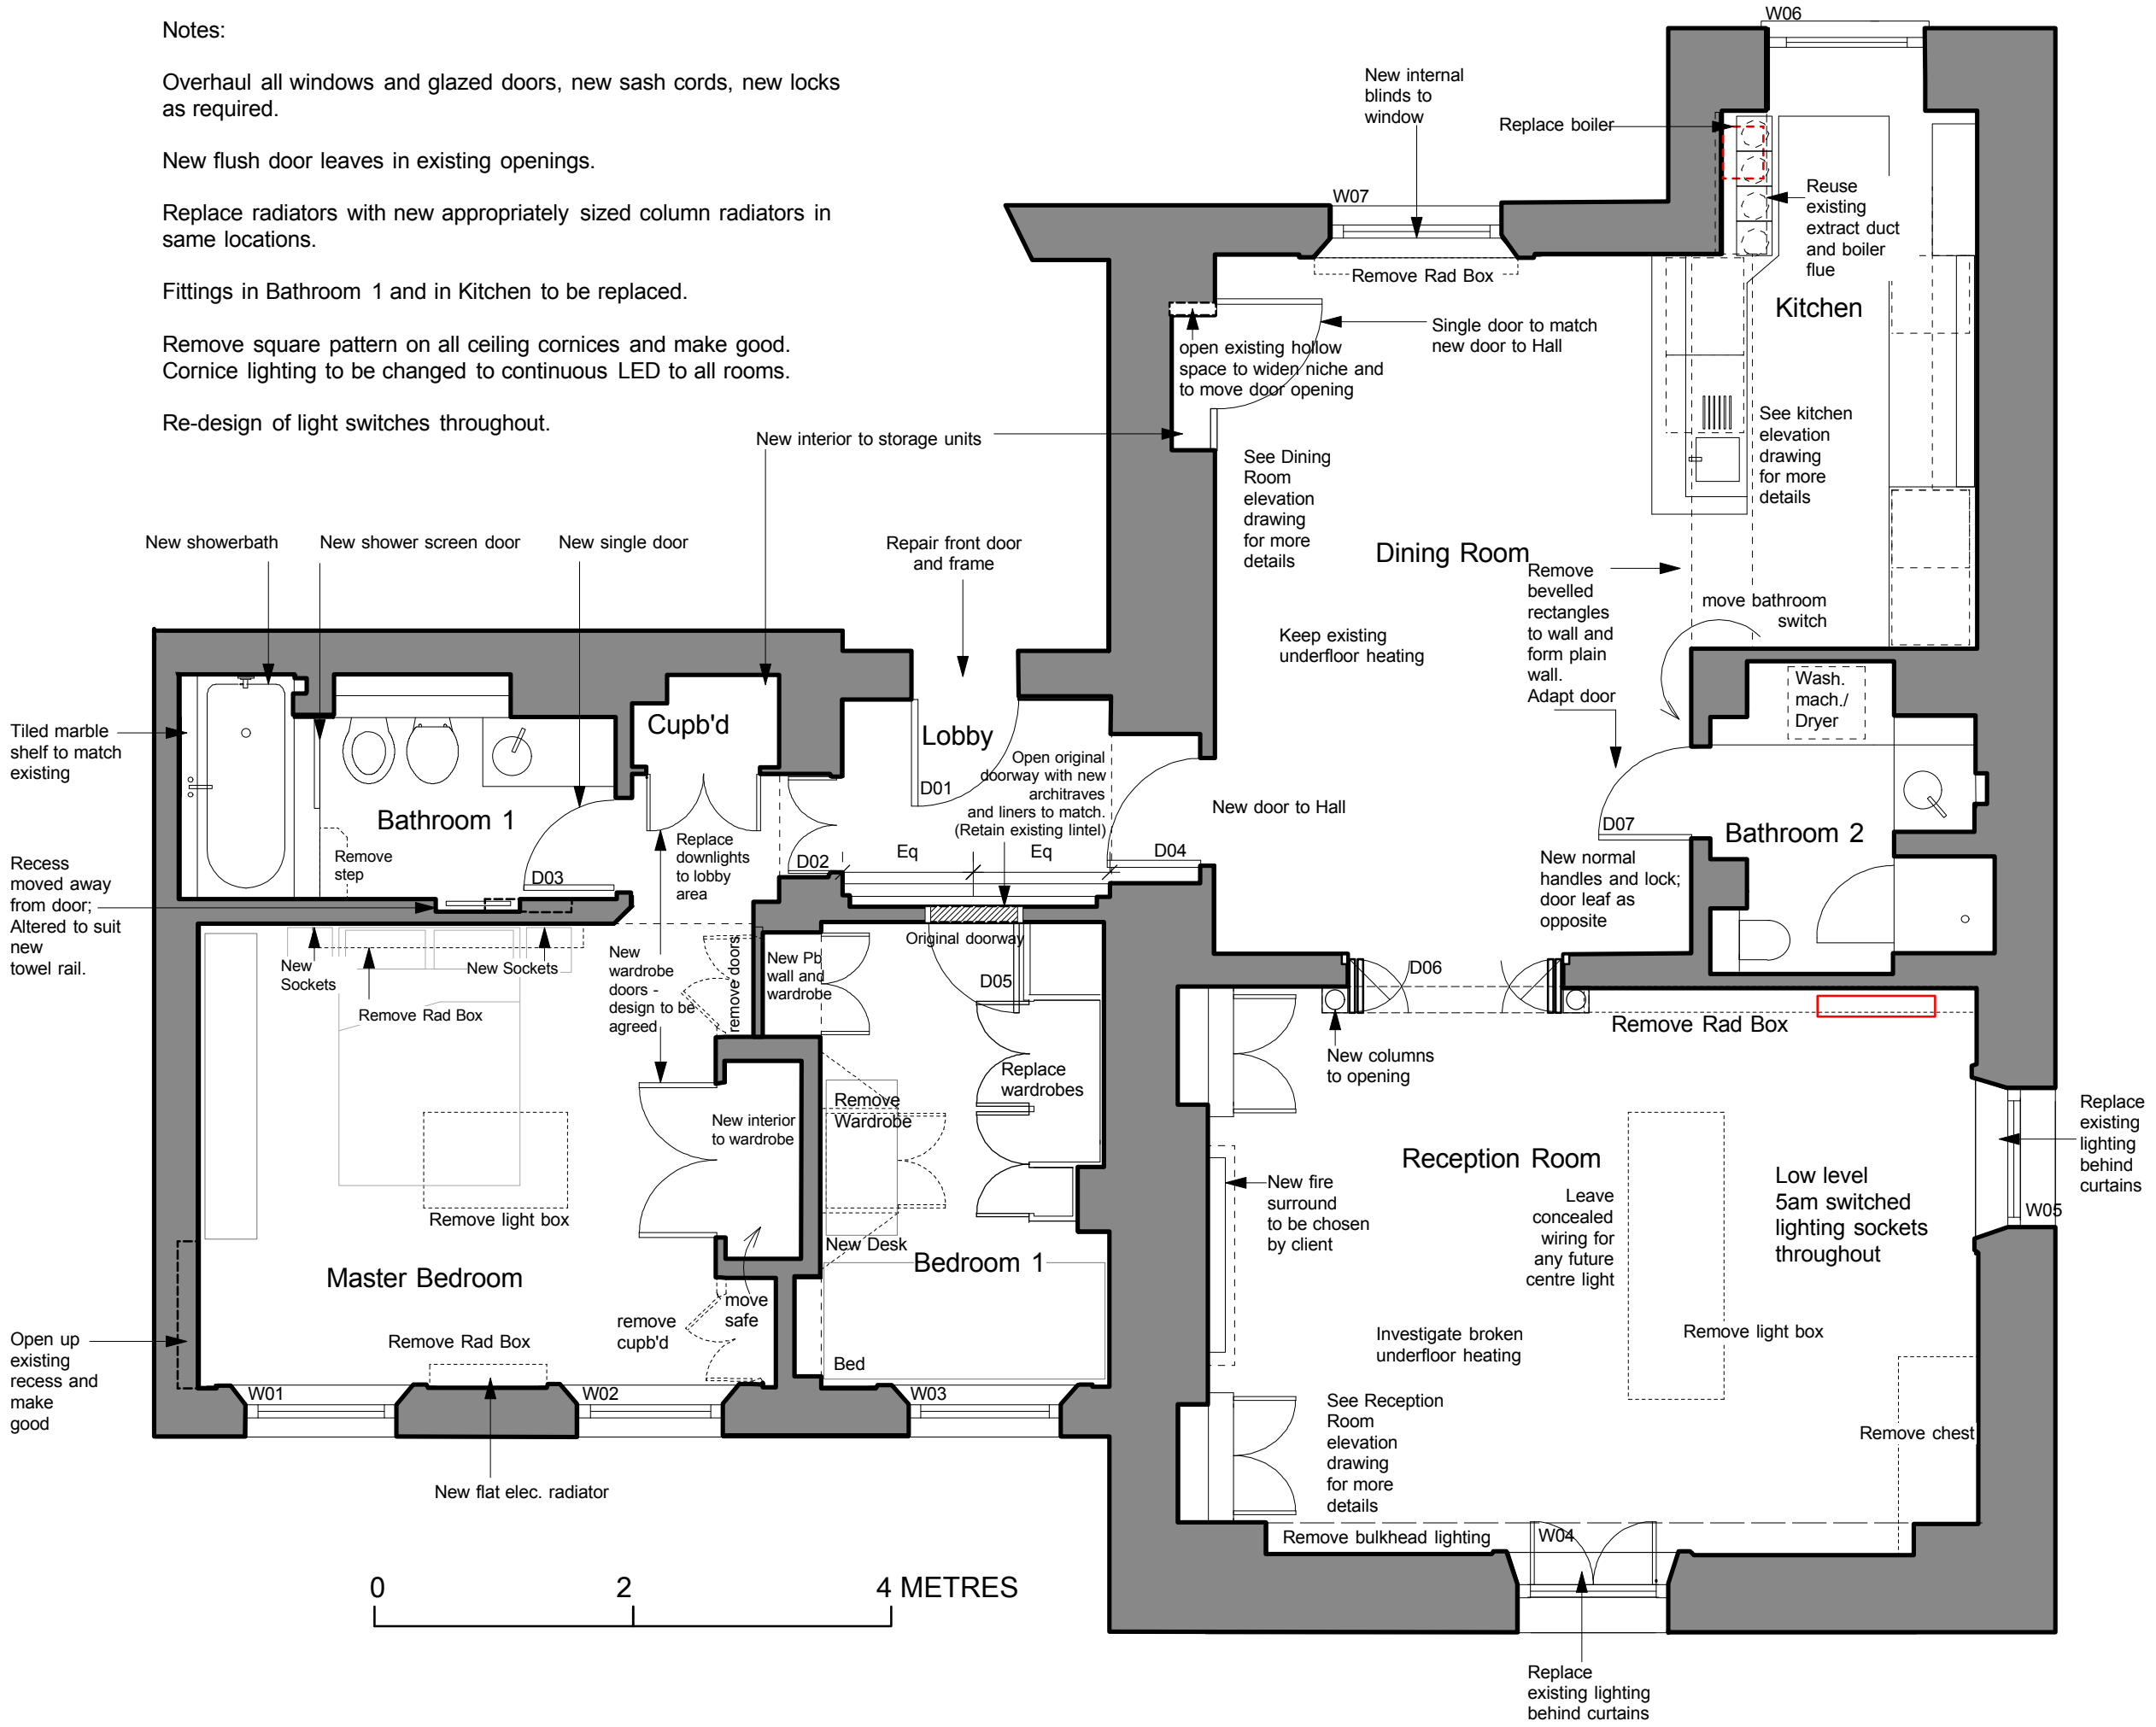 Notes:
Overhaul all windows and glazed doors, new sash cords, new locks
as required.
New flush door leaves in existing openings.
Replace radiators with new appropriately sized column radiators in
same locations.
Fittings in Bathroom 1 and in Kitchen to be replaced.
Remove square pattern on all ceiling cornices and make good.
Cornice lighting to be changed to continuous LED to all rooms.
Re-design of light switches throughout.
W06
New internal
blinds to
window
Replace boiler
W07
Reuse
existing
extract duct
and boiler
flue
Remove Rad Box
Kitchen
Single door to match
new door to Hall
open existing hollow
space to widen niche and
to move door opening
See kitchen
elevation
drawing
for more
details
New interior to storage units
See Dining
Room
elevation
drawing
for more
details
Dining Room
Remove
bevelled
rectangles
to wall and
form plain
wall.
Adapt door
move bathroom
switch
Keep existing
underfloor heating
New showerbath
New shower screen door
New single door
Repair front door
and frame
Wash.
mach./
Dryer
Tiled marble
shelf to match
existing
Cupb'd
Lobby
D01
Open original
doorway with new
architraves
and liners to match.
(Retain existing lintel)
New door to Hall
Bathroom 1
D07
Bathroom 2
Remove
step
D03
Replace
downlights
to lobby
area
D02
Eq
Eq
D04
Recess
moved away
from door;
Altered to suit
new
towel rail.
New normal
handles and lock;
door leaf as
opposite
Original doorway
New
Sockets
New Sockets
New
wardrobe
doors -
design to be
agreed
remove doors
New Pb
wall and
wardrobe
D05
D06
Remove Rad Box
Remove Rad Box
New columns
to opening
Replace
wardrobes
Remove
Wardrobe
New interior
to wardrobe
Replace
existing
lighting
behind
curtains
Reception Room
New fire
surround
to be chosen
by client
Leave
concealed
wiring for
any future
centre light
Low level
5am switched
lighting sockets
throughout
W05
Remove light box
New Desk
Bedroom 1
Master Bedroom
move
safe
remove
cupb'd
Open up
existing
recess and
make
good
Remove Rad Box
Investigate broken
underfloor heating
Remove light box
Bed
W01
W02
W03
See Reception
Room
elevation
drawing
for more
details
Remove chest
New flat elec. radiator
Remove bulkhead lighting
W04
0 2 4 METRES
Replace
existing lighting
behind curtains